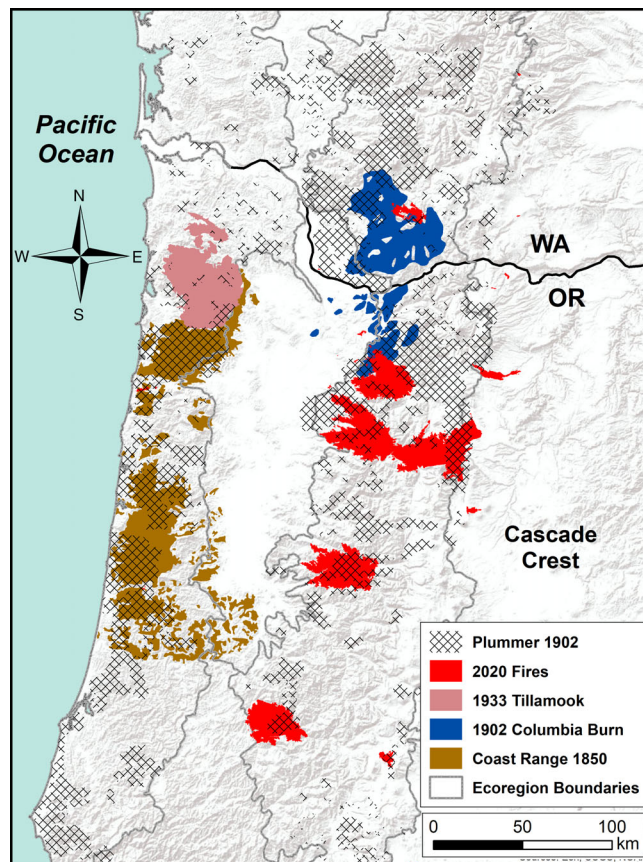 Pacific
Ocean
N
W
E
S
WA
OR
Cascade
Crest
Plummer 1902
2020 Fires
1933 Tillamook
1902 Columbia Burn
Coast Range 1850
Ecoregion Boundaries
0
50
100
km